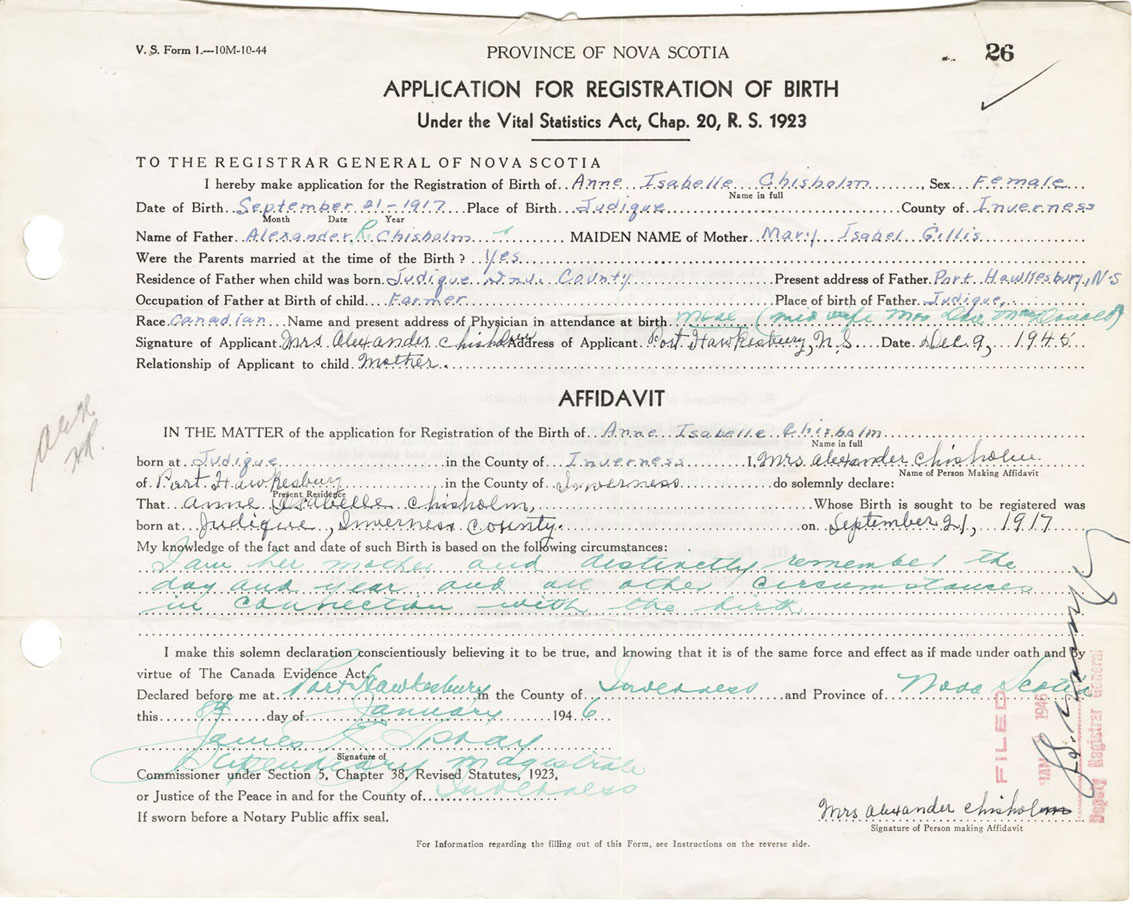 V. S. Form 1.—10M-10-44
PROVINCE OF NOVA SCOTIA
26
APPLICATION FOR REGISTRATION OF BIRTH
Under the Vital Statistics Act, Chap. 20, R. S. 1923
TO THE REGISTRAR GENERAL OF NOVA SCOTIA
I hereby make application for the Registration of Birth of Anne Isabelle Chisholm, Sex Female
Name in full
Date of Birth September 21-1917 Place of Birth Judique County of Inverness
Month Date Year
Name of Father Alexander R. Chisholm MAIDEN NAME of Mother Mary Isabel Gillis
Were the Parents married at the time of the Birth? Yes
Residence of Father when child was born Judique Inv. County Present address of Father Port Hawkesbury, N-S
Occupation of Father at Birth of child Farmer Place of birth of Father Judique
Race Canadian Name and present address of Physician in attendance at birth None (mid wife Mrs Dan MacDonald)
Signature of Applicant Mrs. Alexander Chisholm Address of Applicant Port Hawkesbury, N.S. Date Dec 9, 1945
Relationship of Applicant to child Mother.
AFFIDAVIT
IN THE MATTER of the application for Registration of the Birth of Anne Isabelle Chisholm
Name in full
born at Judique in the County of Inverness I, Mrs Alexander Chisholm
Name of Person Making Affidavit
of Port Hawkesbury in the County of Inverness do solemnly declare:
Present Residence
That Anne Isabelle Chisholm, Whose Birth is sought to be registered was
born at Judique, Inverness County. on September 21, 1917
My knowledge of the fact and date of such Birth is based on the following circumstances:
I am her mother and distinctly remember the
day and year and all other circumstances
in connection with the birth
I make this solemn declaration conscientiously believing it to be true, and knowing that it is of the same force and effect as if made under oath and by
virtue of The Canada Evidence Act.
Declared before me at Port Hawkesbury in the County of Inverness and Province of Nova Scotia
this 8th day of January 1946
James E
Signature of
Stipendiary Magistrate
Commissioner under Section 5, Chapter 38, Revised Statutes, 1923,
or Justice of the Peace in and for the County of Inverness
If sworn before a Notary Public affix seal.
Mrs Alexander Chisholm
Signature of Person making Affidavit
For Information regarding the filling out of this Form, see Instructions on the reverse side.
FILED
JAN 1946
Deputy Registrar General